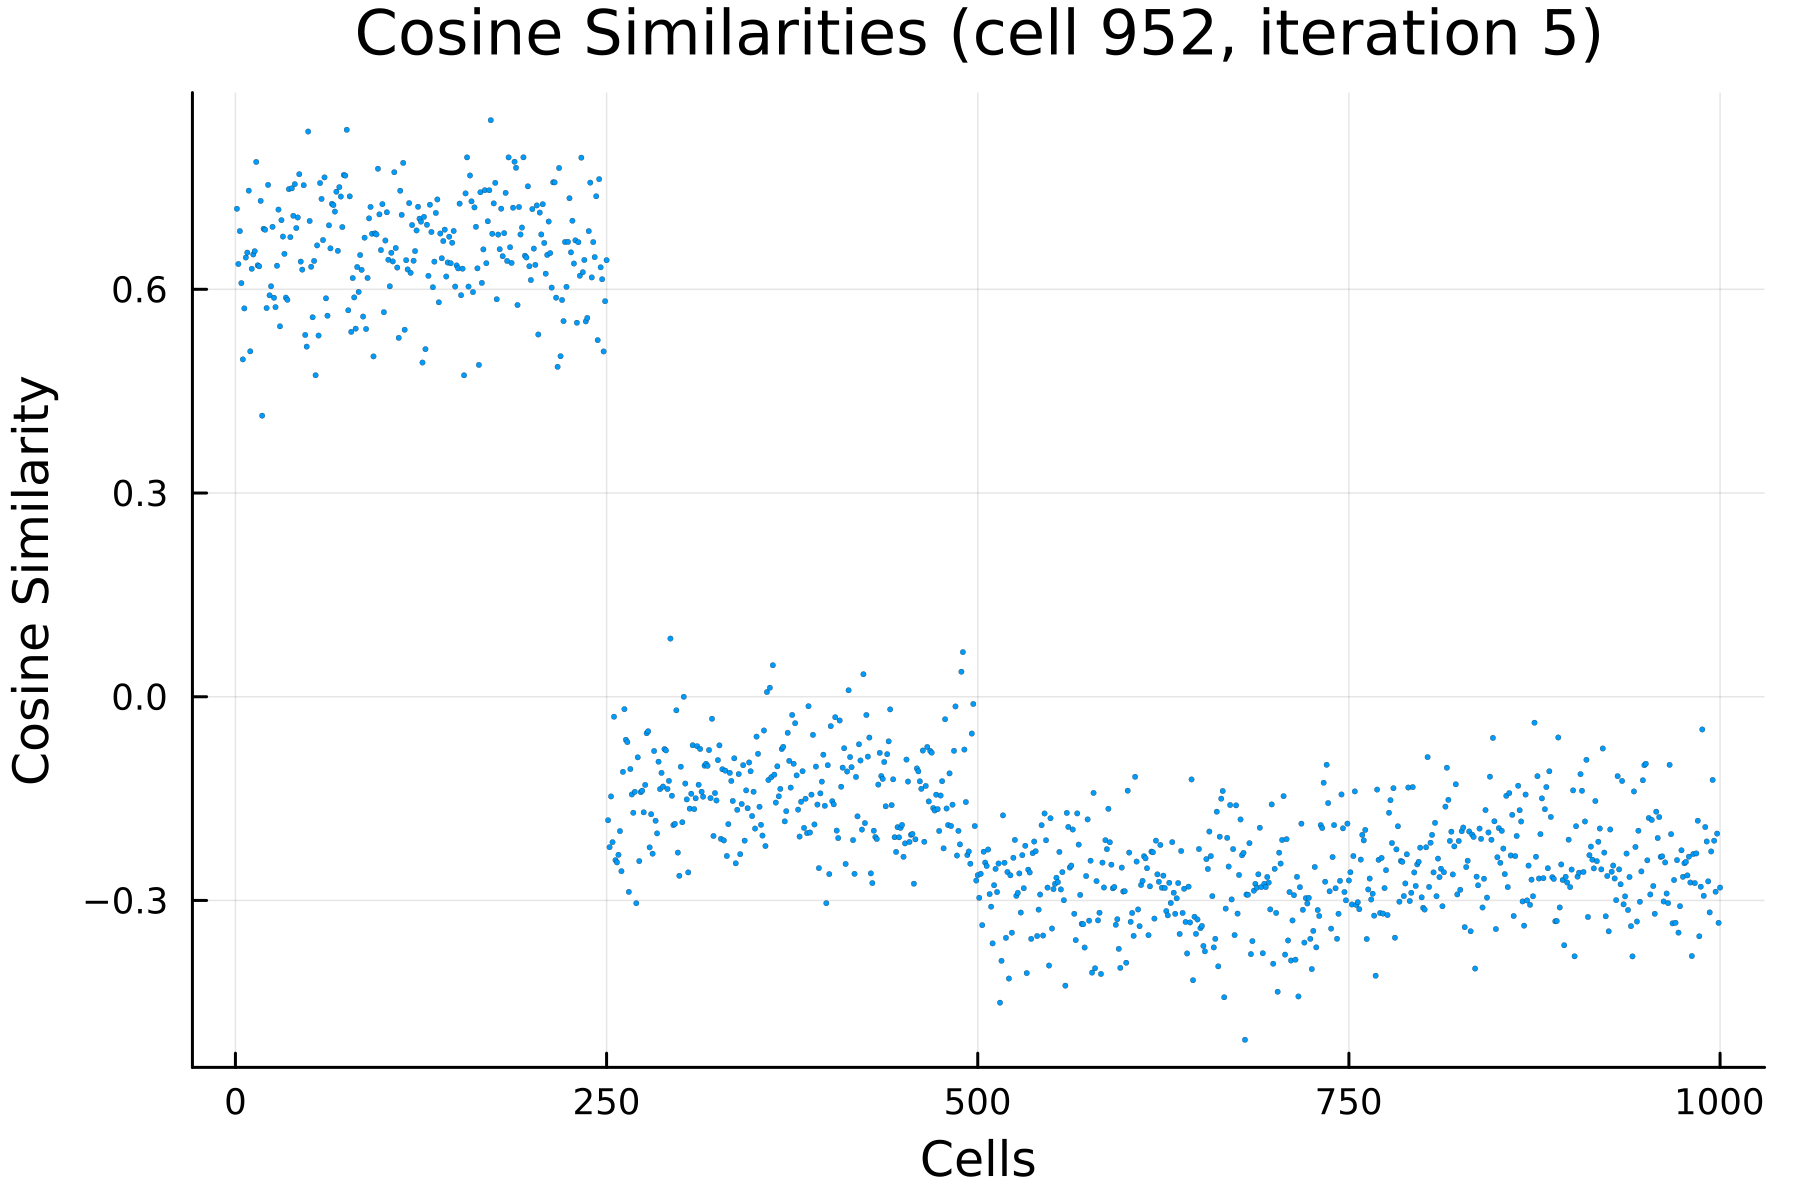 Cosine Similarities (cell 952, iteration 5)
Cosine Similarity
0.6
0.3
0.0
−0.3
0 250 500 750 1000
Cells